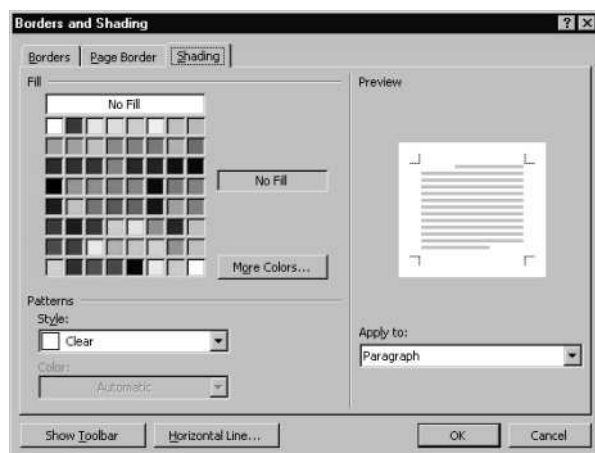 Borders and Shading
Borders Page Border Shading
Fill
No Fill
No Fill
More Colors...
Patterns
Style:
Clear
Color:
Automatic
Preview
Apply to:
Paragraph
Show Toolbar Horizontal Line... OK Cancel